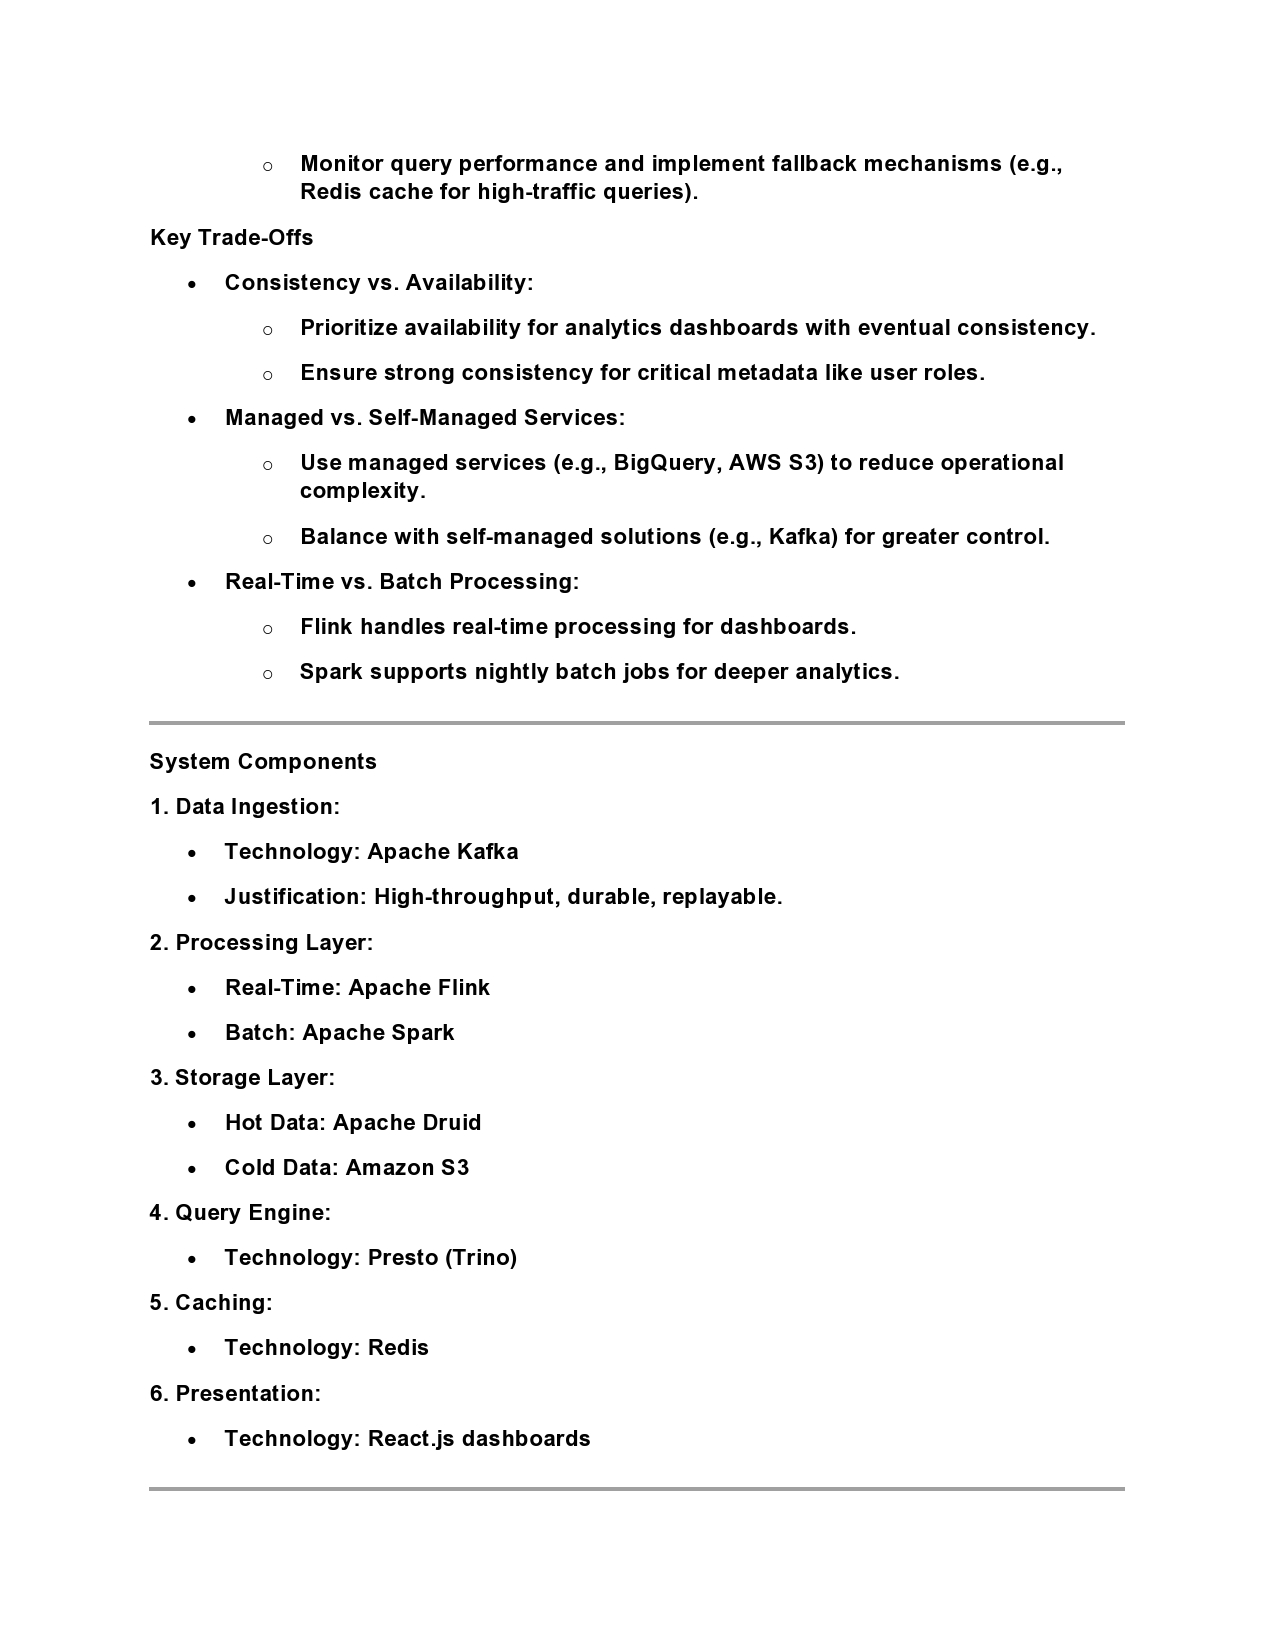 ○ Monitor query performance and implement fallback mechanisms (e.g.,
Redis cache for high-traffic queries).
Key Trade-Offs
• Consistency vs. Availability:
○ Prioritize availability for analytics dashboards with eventual consistency.
○ Ensure strong consistency for critical metadata like user roles.
• Managed vs. Self-Managed Services:
○ Use managed services (e.g., BigQuery, AWS S3) to reduce operational
complexity.
○ Balance with self-managed solutions (e.g., Kafka) for greater control.
• Real-Time vs. Batch Processing:
○ Flink handles real-time processing for dashboards.
○ Spark supports nightly batch jobs for deeper analytics.
System Components
1. Data Ingestion:
• Technology: Apache Kafka
• Justification: High-throughput, durable, replayable.
2. Processing Layer:
• Real-Time: Apache Flink
• Batch: Apache Spark
3. Storage Layer:
• Hot Data: Apache Druid
• Cold Data: Amazon S3
4. Query Engine:
• Technology: Presto (Trino)
5. Caching:
• Technology: Redis
6. Presentation:
• Technology: React.js dashboards